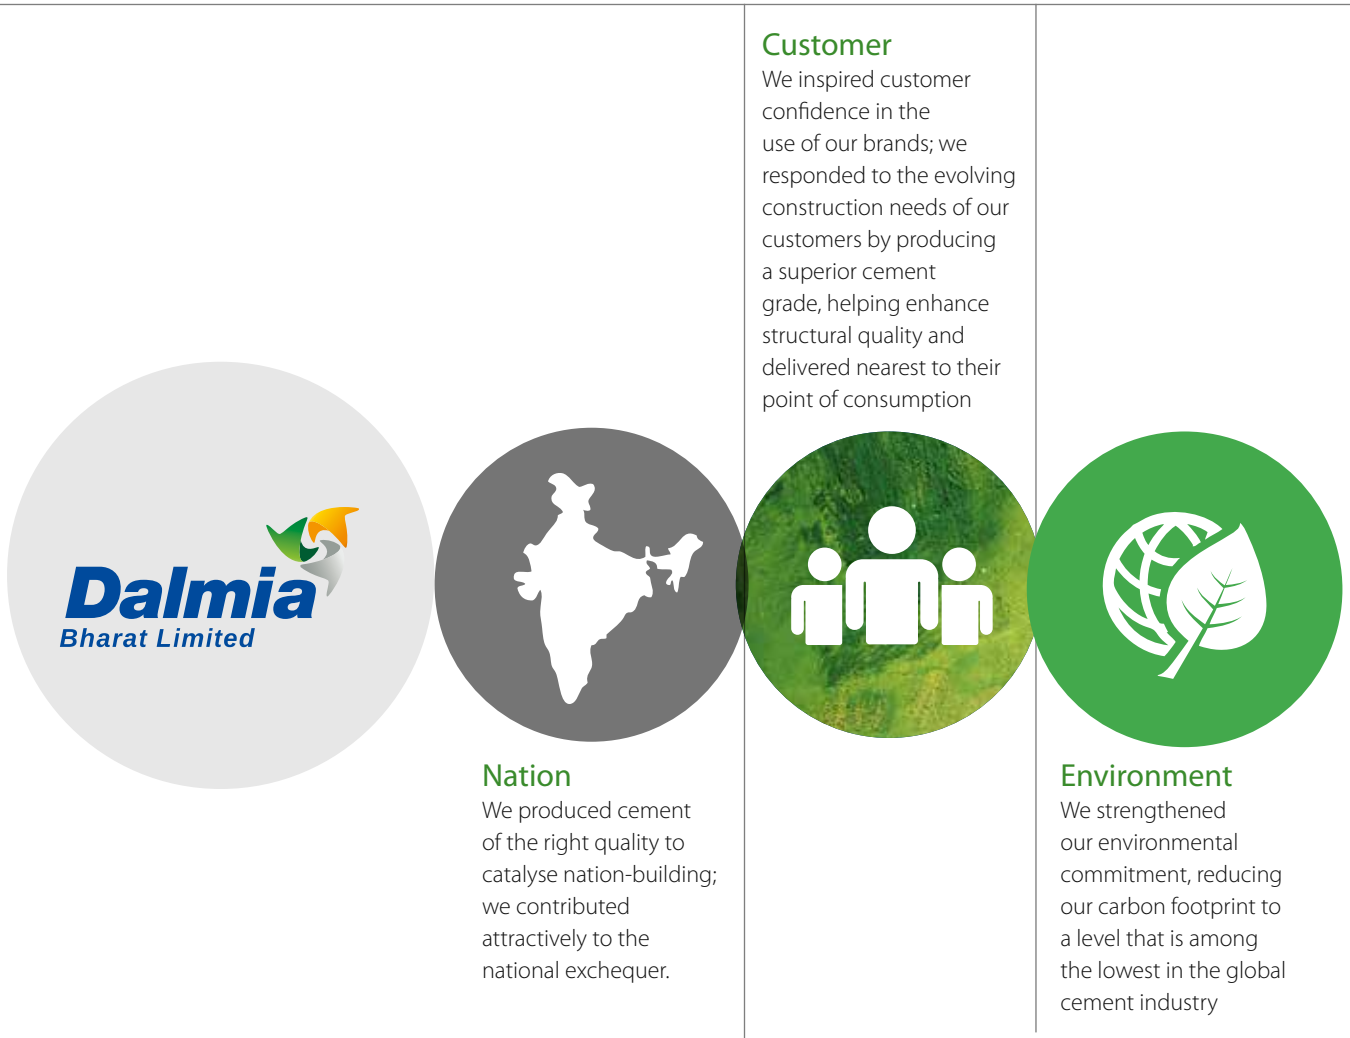 Customer
We inspired customer
confidence in the
use of our brands; we
responded to the evolving
construction needs of our
customers by producing
a superior cement
grade, helping enhance
structural quality and
delivered nearest to their
point of consumption
Dalmia
Bharat Limited
Nation
We produced cement
of the right quality to
catalyse nation-building;
we contributed
attractively to the
national exchequer.
Environment
We strengthened
our environmental
commitment, reducing
our carbon footprint to
a level that is among
the lowest in the global
cement industry